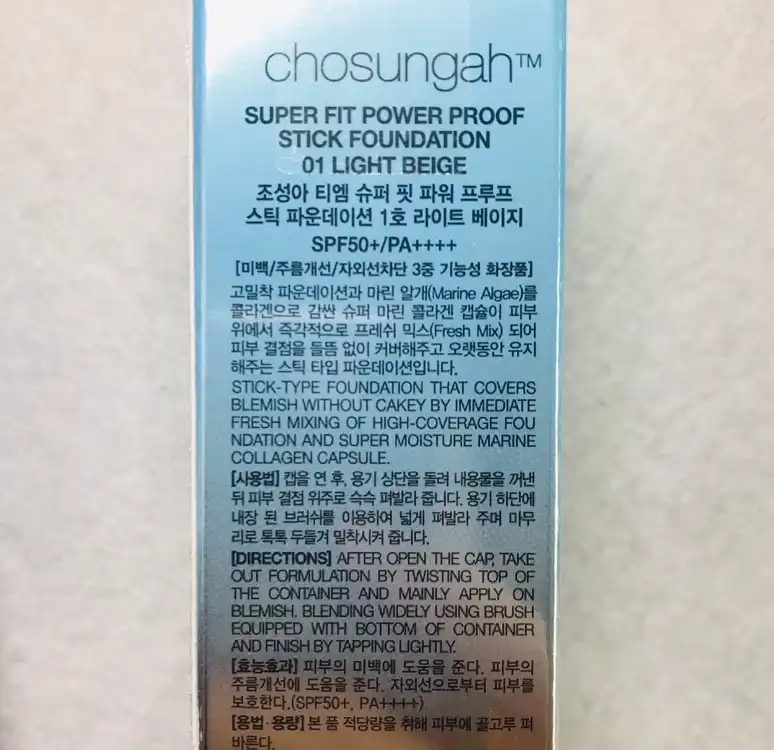 chosungah™
SUPER FIT POWER PROOF
STICK FOUNDATION
01 LIGHT BEIGE
조성아 티엠 슈퍼 핏 파워 프루프
스틱 파운데이션 1호 라이트 베이지
SPF50+/PA++++
[미백/주름개선/자외선차단 3중 기능성 화장품]
고밀착 파운데이션과 마린 알개(Marine Algae)를
콜라겐으로 감싼 슈퍼 마린 콜라겐 캡슐이 피부
위에서 즉각적으로 프레쉬 믹스(Fresh Mix) 되어
피부 결점을 들뜸 없이 커버해주고 오랫동안 유지
해주는 스틱 타입 파운데이션입니다.
STICK-TYPE FOUNDATION THAT COVERS
BLEMISH WITHOUT CAKEY BY IMMEDIATE
FRESH MIXING OF HIGH-COVERAGE FOU
NDATION AND SUPER MOISTURE MARINE
COLLAGEN CAPSULE.
[사용법] 캡을 연 후, 용기 상단을 돌려 내용물을 꺼낸
뒤 피부 결점 위주로 슥슥 펴발라 줍니다. 용기 하단에
내장 된 브러쉬를 이용하여 넓게 펴발라 주며 마무
리로 톡톡 두들겨 밀착시켜 줍니다.
[DIRECTIONS] AFTER OPEN THE CAP, TAKE
OUT FORMULATION BY TWISTING TOP OF
THE CONTAINER AND MAINLY APPLY ON
BLEMISH. BLENDING WIDELY USING BRUSH
EQUIPPED WITH BOTTOM OF CONTAINER
AND FINISH BY TAPPING LIGHTLY.
[효능효과] 피부의 미백에 도움을 준다. 피부의
주름개선에 도움을 준다. 자외선으로부터 피부를
보호한다.(SPF50+, PA++++)
[용법·용량] 본 품 적당량을 취해 피부에 골고루 펴
바른다.